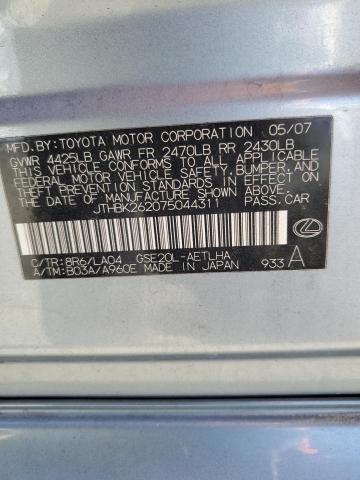 MFD.BY:TOYOTA MOTOR CORPORATION 05/07
GVWR 4425LB GAWR FR 2470LB RR 2430LB
THIS VEHICLE CONFORMS TO ALL APPLICABLE
FEDERAL MOTOR VEHICLE SAFETY, BUMPER, AND
THEFT PREVENTION STANDARDS IN EFFECT ON
THE DATE OF MANUFACTURE SHOWN ABOVE.
JTHBK262075044311 PASS.CAR
C/TR:8R6/LA04 GSE20L-AETLHA
A/TM:B03A/A960E MADE IN JAPAN 933 A